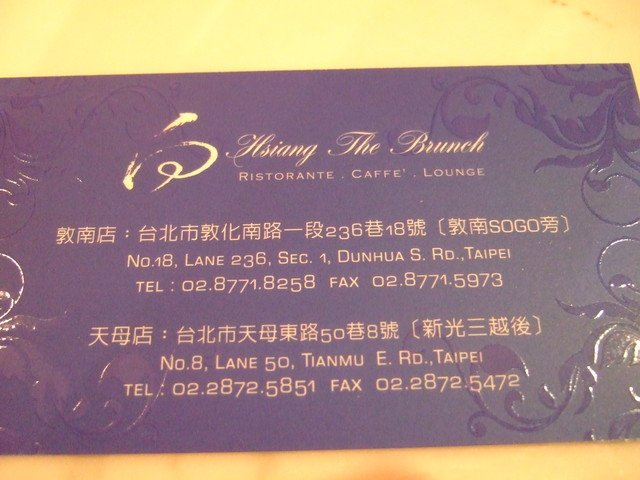 向 Hsiang The Brunch
RISTORANTE . CAFFE' . LOUNGE
敦南店：台北市敦化南路一段236巷18號〔敦南SOGO旁〕
No.18, LANE 236, SEC. 1, DUNHUA S. RD.,TAIPEI
TEL : 02.8771.8258 FAX 02.8771.5973
天母店：台北市天母東路50巷8號〔新光三越後〕
No.8, LANE 50, TIANMU E. RD.,TAIPEI
TEL : 02.2872.5851 FAX 02.2872.5472